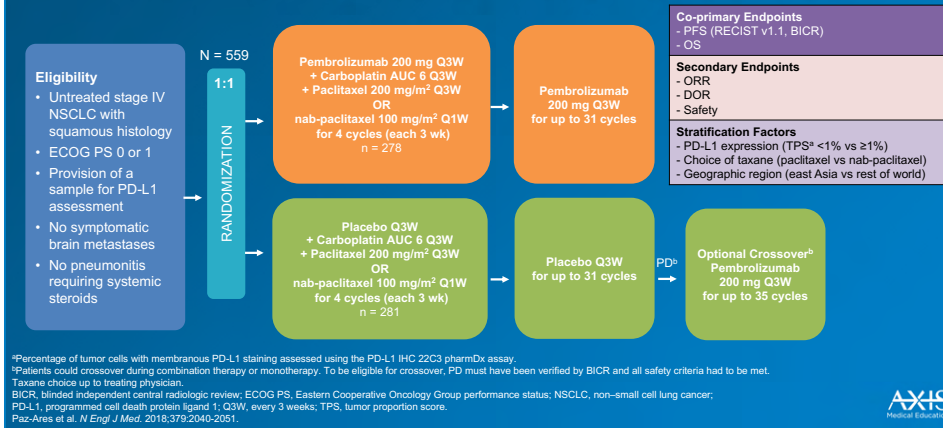 Eligibility
• Untreated stage IV
NSCLC with
squamous histology
• ECOG PS 0 or 1
• Provision of a
sample for PD-L1
assessment
• No symptomatic
brain metastases
• No pneumonitis
requiring systemic
steroids
N = 559
1:1
RANDOMIZATION
Pembrolizumab 200 mg Q3W
+ Carboplatin AUC 6 Q3W
+ Paclitaxel 200 mg/m² Q3W
OR
nab-paclitaxel 100 mg/m² Q1W
for 4 cycles (each 3 wk)
n = 278
Pembrolizumab
200 mg Q3W
for up to 31 cycles
Placebo Q3W
+ Carboplatin AUC 6 Q3W
+ Paclitaxel 200 mg/m² Q3W
OR
nab-paclitaxel 100 mg/m² Q1W
for 4 cycles (each 3 wk)
n = 281
Placebo Q3W
for up to 31 cycles
PDᵇ
Optional Crossoverᵇ
Pembrolizumab
200 mg Q3W
for up to 35 cycles
Co-primary Endpoints
- PFS (RECIST v1.1, BICR)
- OS
Secondary Endpoints
- ORR
- DOR
- Safety
Stratification Factors
- PD-L1 expression (TPSᵃ <1% vs ≥1%)
- Choice of taxane (paclitaxel vs nab-paclitaxel)
- Geographic region (east Asia vs rest of world)
ᵃPercentage of tumor cells with membranous PD-L1 staining assessed using the PD-L1 IHC 22C3 pharmDx assay.
ᵇPatients could crossover during combination therapy or monotherapy. To be eligible for crossover, PD must have been verified by BICR and all safety criteria had to be met.
Taxane choice up to treating physician.
BICR, blinded independent central radiologic review; ECOG PS, Eastern Cooperative Oncology Group performance status; NSCLC, non–small cell lung cancer;
PD-L1, programmed cell death protein ligand 1; Q3W, every 3 weeks; TPS, tumor proportion score.
Paz-Ares et al. N Engl J Med. 2018;379:2040-2051.
AXIS
Medical Education